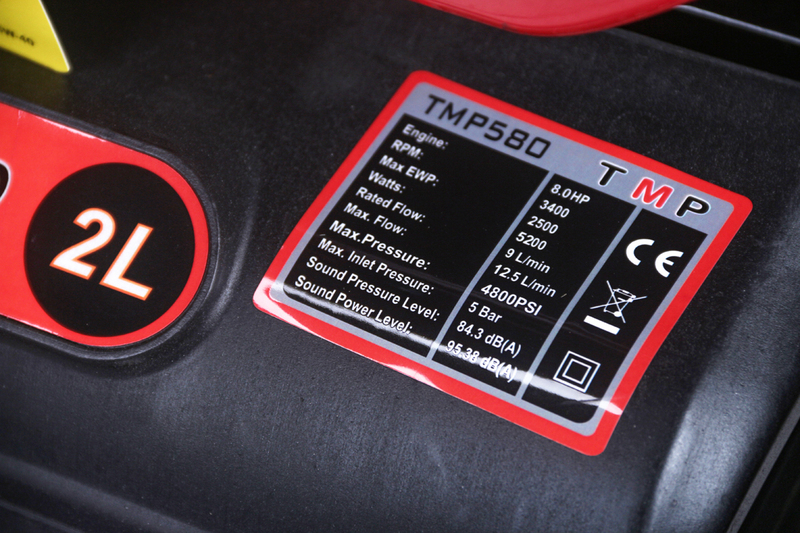 TMP580
TMP
Engine: 8.0HP
RPM: 3400
Max EWP: 2500
Watts: 5200
Rated Flow: 9 L/min
Max. Flow: 12.5 L/min
Max.Pressure: 4800PSI
Max. Inlet Pressure: 5 Bar
Sound Pressure Level: 84.3 dB(A)
Sound Power Level: 95.38 dB(A)
CE
2L